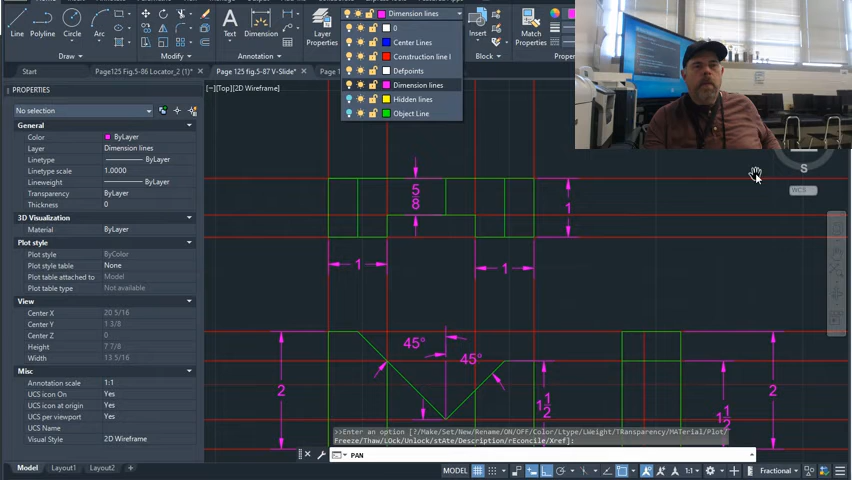 Dimension lines
Line
Polyline
Circle
Arc
Text
Dimension
Layer
Properties
Insert
Match
Properties
Draw
Modify
Annotation
Block
0
Center Lines
Construction line l
Defpoints
Dimension lines
Hidden lines
Object Line
Start
Page125 fig.5-86 Locator_2 (1)*
Page 125 fig.5-87 V-Slide*
Page 1
[−][Top][2D Wireframe]
PROPERTIES
No selection
General
Color
ByLayer
Layer
Dimension lines
Linetype
ByLayer
Linetype scale
1.0000
Lineweight
ByLayer
Transparency
ByLayer
Thickness
0
3D Visualization
Material
ByLayer
Plot style
Plot style
ByColor
Plot style table
None
Plot table attached to
Model
Plot table type
Not available
View
Center X
20 5/16
Center Y
1 3/8
Center Z
0
Height
7 7/8
Width
13 5/16
Misc
Annotation scale
1:1
UCS icon On
Yes
UCS icon at origin
Yes
UCS per viewport
Yes
UCS Name
Visual Style
2D Wireframe
S
WCS
5
8
1
1
1
45°
45°
2
1 1/2
2
1 1/2
>>Enter an option [?/Make/Set/New/Rename/ON/OFF/Color/Ltype/LWeight/TRansparency/MATerial/Plot/
Freeze/Thaw/LOck/Unlock/stAte/Description/rEconcile/Xref]:
PAN
Model
Layout1
Layout2
+
MODEL
1:1
Fractional